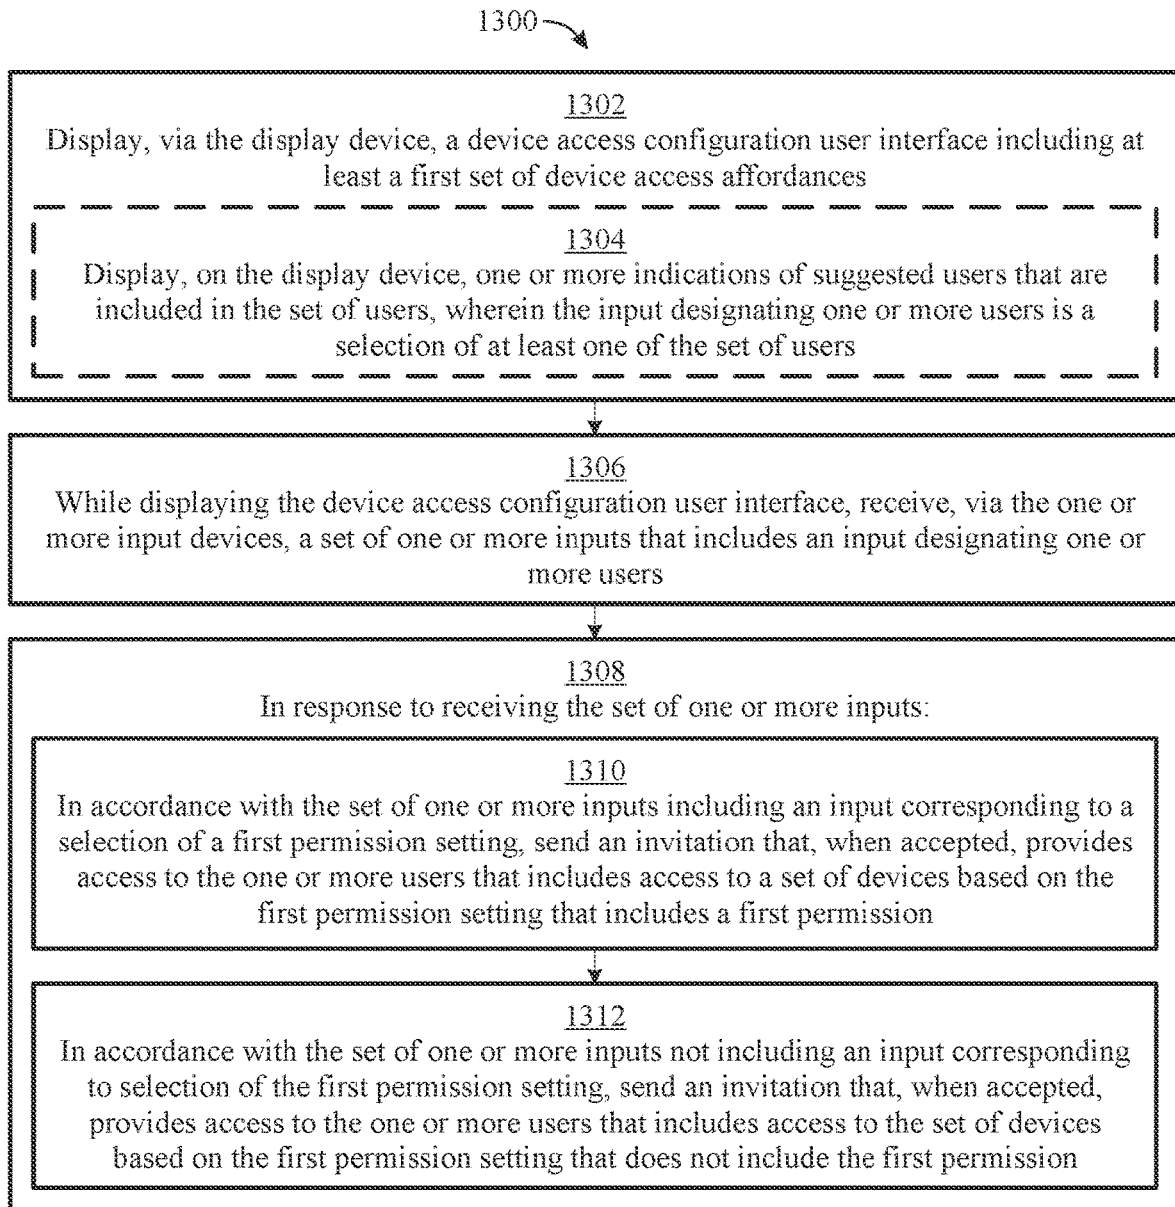 1300
1302
Display, via the display device, a device access configuration user interface including at
least a first set of device access affordances
1304
Display, on the display device, one or more indications of suggested users that are
included in the set of users, wherein the input designating one or more users is a
selection of at least one of the set of users
1306
While displaying the device access configuration user interface, receive, via the one or
more input devices, a set of one or more inputs that includes an input designating one or
more users
1308
In response to receiving the set of one or more inputs:
1310
In accordance with the set of one or more inputs including an input corresponding to a
selection of a first permission setting, send an invitation that, when accepted, provides
access to the one or more users that includes access to a set of devices based on the
first permission setting that includes a first permission
1312
In accordance with the set of one or more inputs not including an input corresponding
to selection of the first permission setting, send an invitation that, when accepted,
provides access to the one or more users that includes access to the set of devices
based on the first permission setting that does not include the first permission